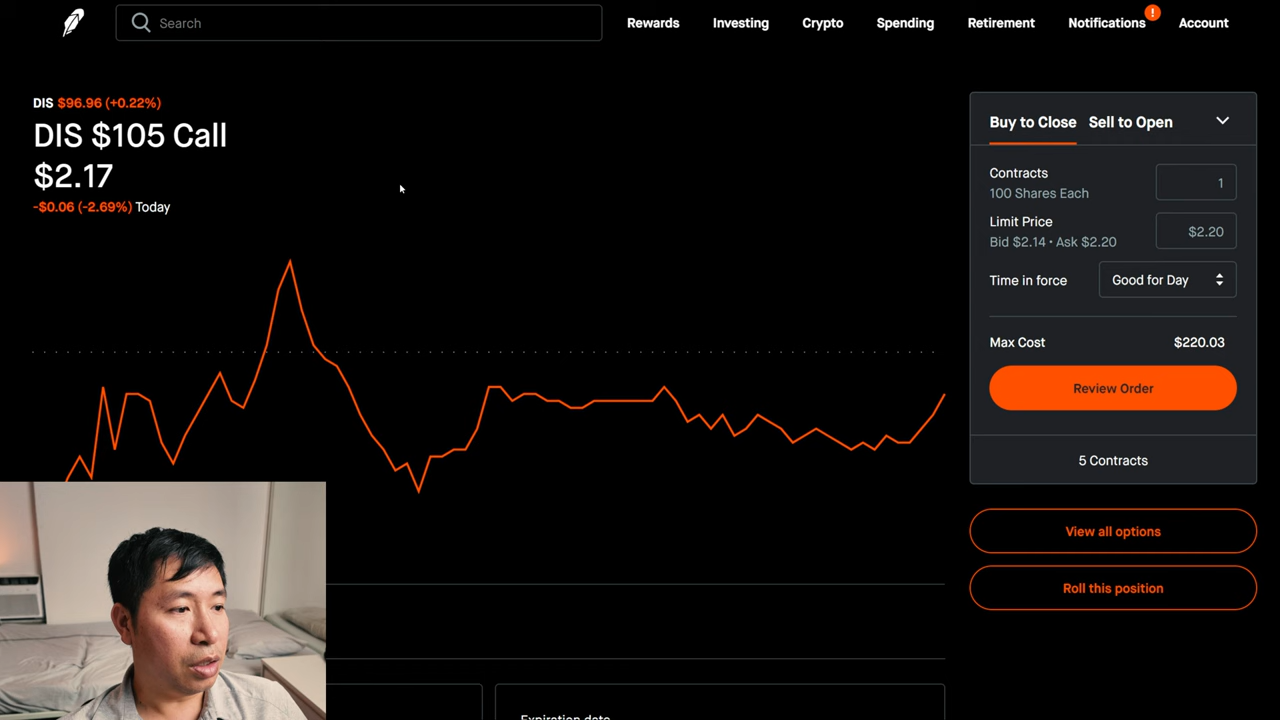 Search
Rewards
Investing
Crypto
Spending
Retirement
Notifications
!
Account
DIS $96.96 (+0.22%)
DIS $105 Call
$2.17
-$0.06 (-2.69%) Today
Buy to Close
Sell to Open
Contracts
100 Shares Each
1
Limit Price
Bid $2.14 • Ask $2.20
$2.20
Time in force
Good for Day
Max Cost
$220.03
Review Order
5 Contracts
View all options
Roll this position
Expiration date